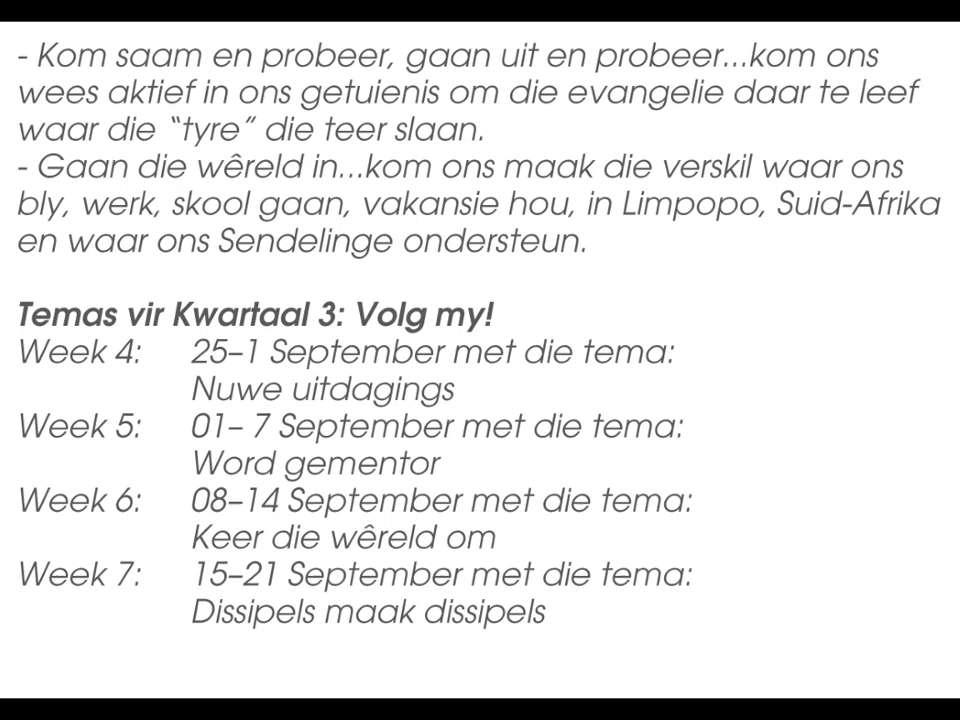 - Kom saam en probeer, gaan uit en probeer...kom ons
wees aktief in ons getuienis om die evangelie daar te leef
waar die “tyre” die teer slaan.
- Gaan die wêreld in...kom ons maak die verskil waar ons
bly, werk, skool gaan, vakansie hou, in Limpopo, Suid-Afrika
en waar ons Sendelinge ondersteun.
Temas vir Kwartaal 3: Volg my!
Week 4: 25–1 September met die tema:
Nuwe uitdagings
Week 5: 01– 7 September met die tema:
Word gementor
Week 6: 08–14 September met die tema:
Keer die wêreld om
Week 7: 15–21 September met die tema:
Dissipels maak dissipels